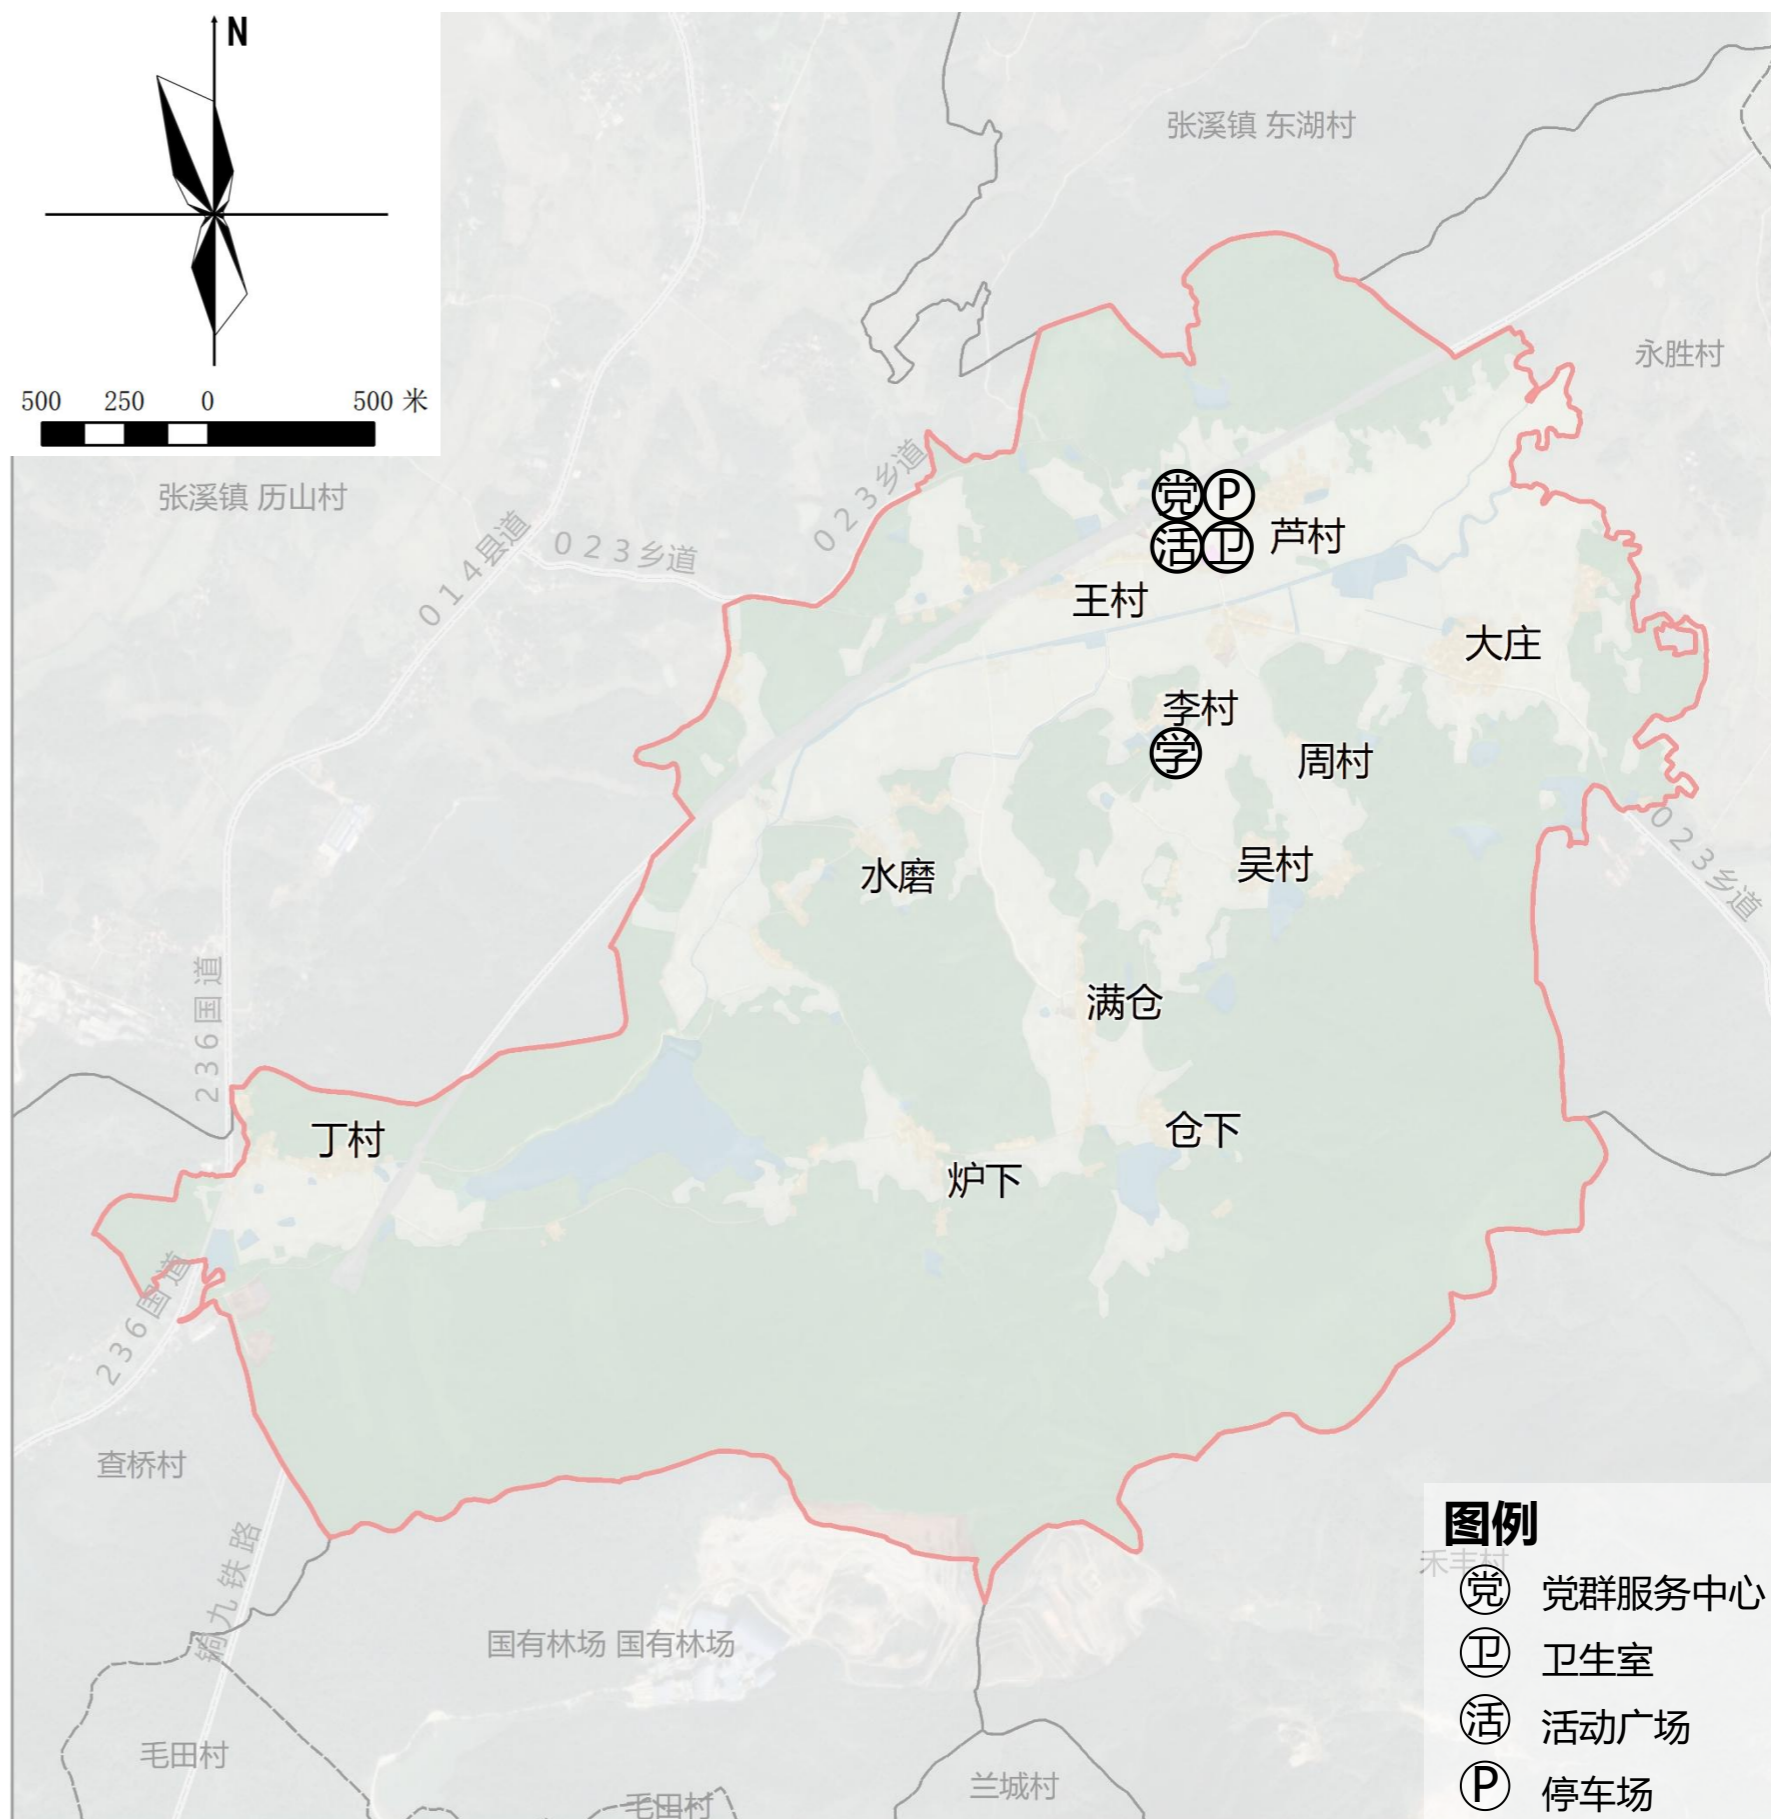 N
500 250 0 500 米
张溪镇 东湖村
永胜村
张溪镇 历山村
014县道
023乡道
023乡道
党 P
活 卫
芦村
王村
大庄
李村
学
周村
023乡道
水磨
吴村
236国道
满仓
丁村
仓下
炉下
236国道
查桥村
铜九铁路
国有林场 国有林场
毛田村
毛田村
兰城村
禾丰村
图例
党 党群服务中心
卫 卫生室
活 活动广场
P 停车场